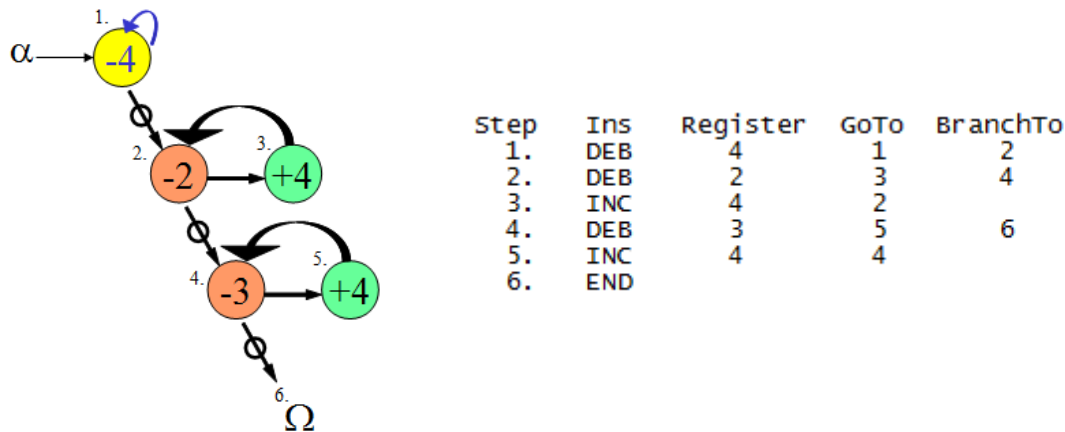 1.
α
-4
2.
-2
3.
+4
4.
-3
5.
+4
6.
Ω
Step Ins Register GoTo BranchTo
1. DEB 4 1 2
2. DEB 2 3 4
3. INC 4 2
4. DEB 3 5 6
5. INC 4 4
6. END